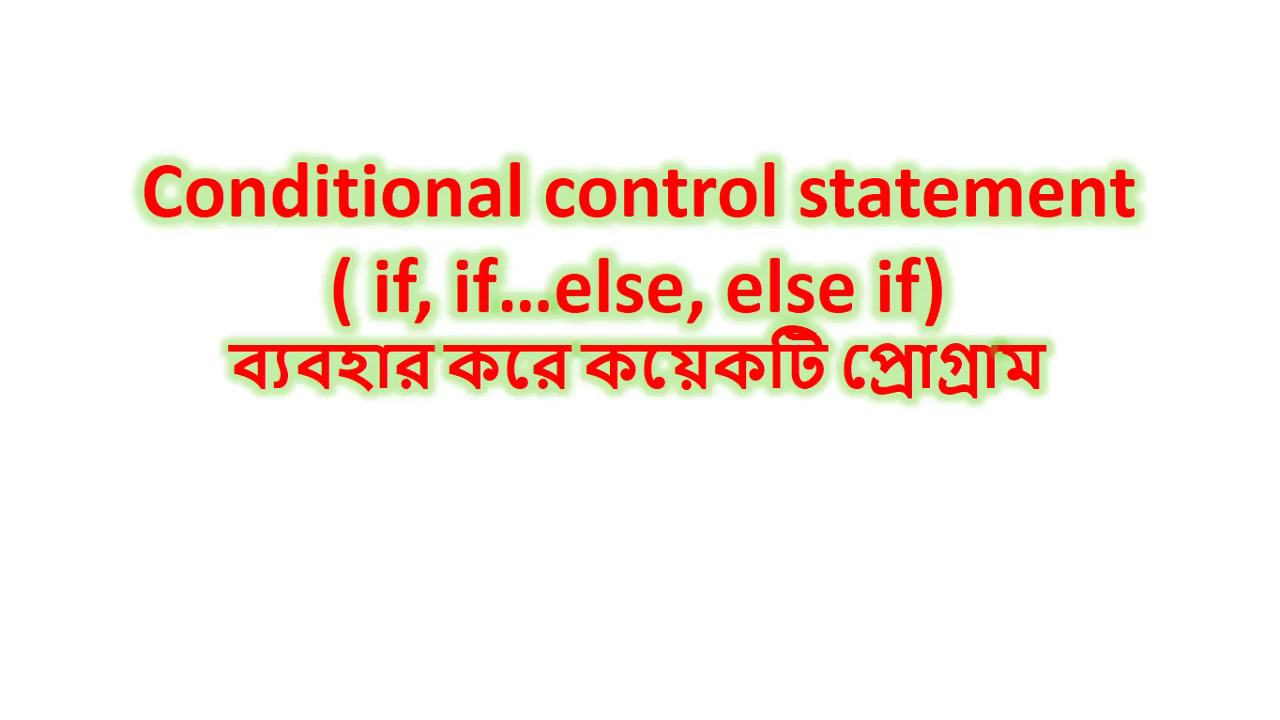 Conditional control statement
( if, if...else, else if)
ব্যবহার করে কয়েকটি প্রোগ্রাম